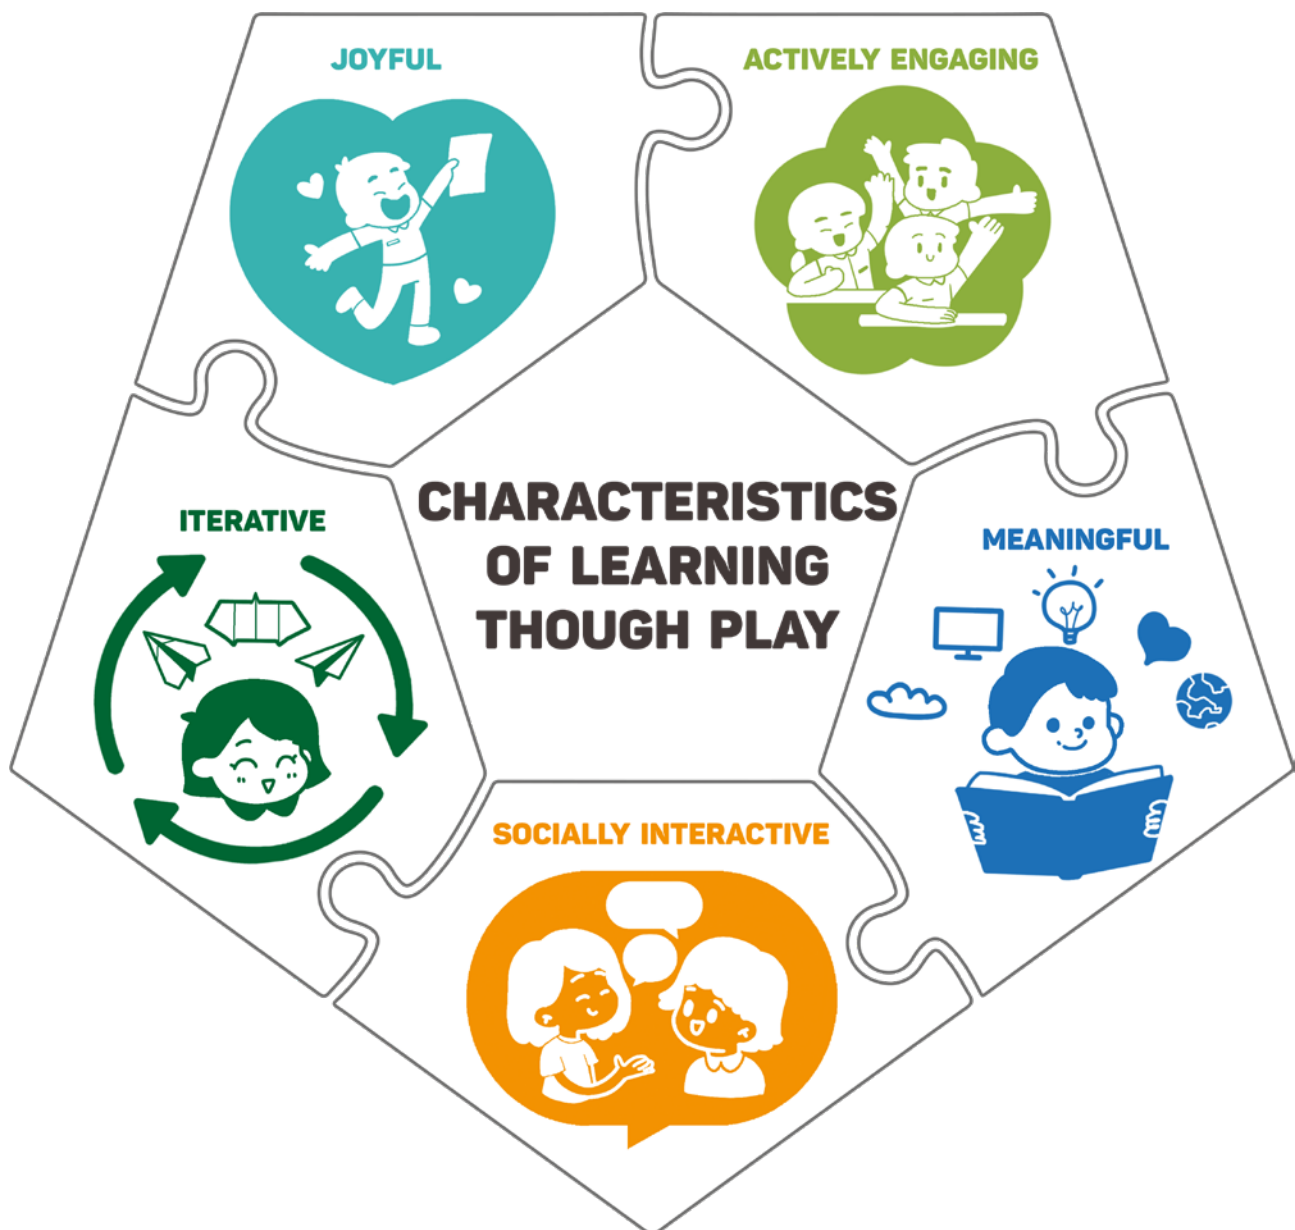 JOYFUL
ACTIVELY ENGAGING
CHARACTERISTICS
OF LEARNING
THOUGH PLAY
ITERATIVE
MEANINGFUL
SOCIALLY INTERACTIVE